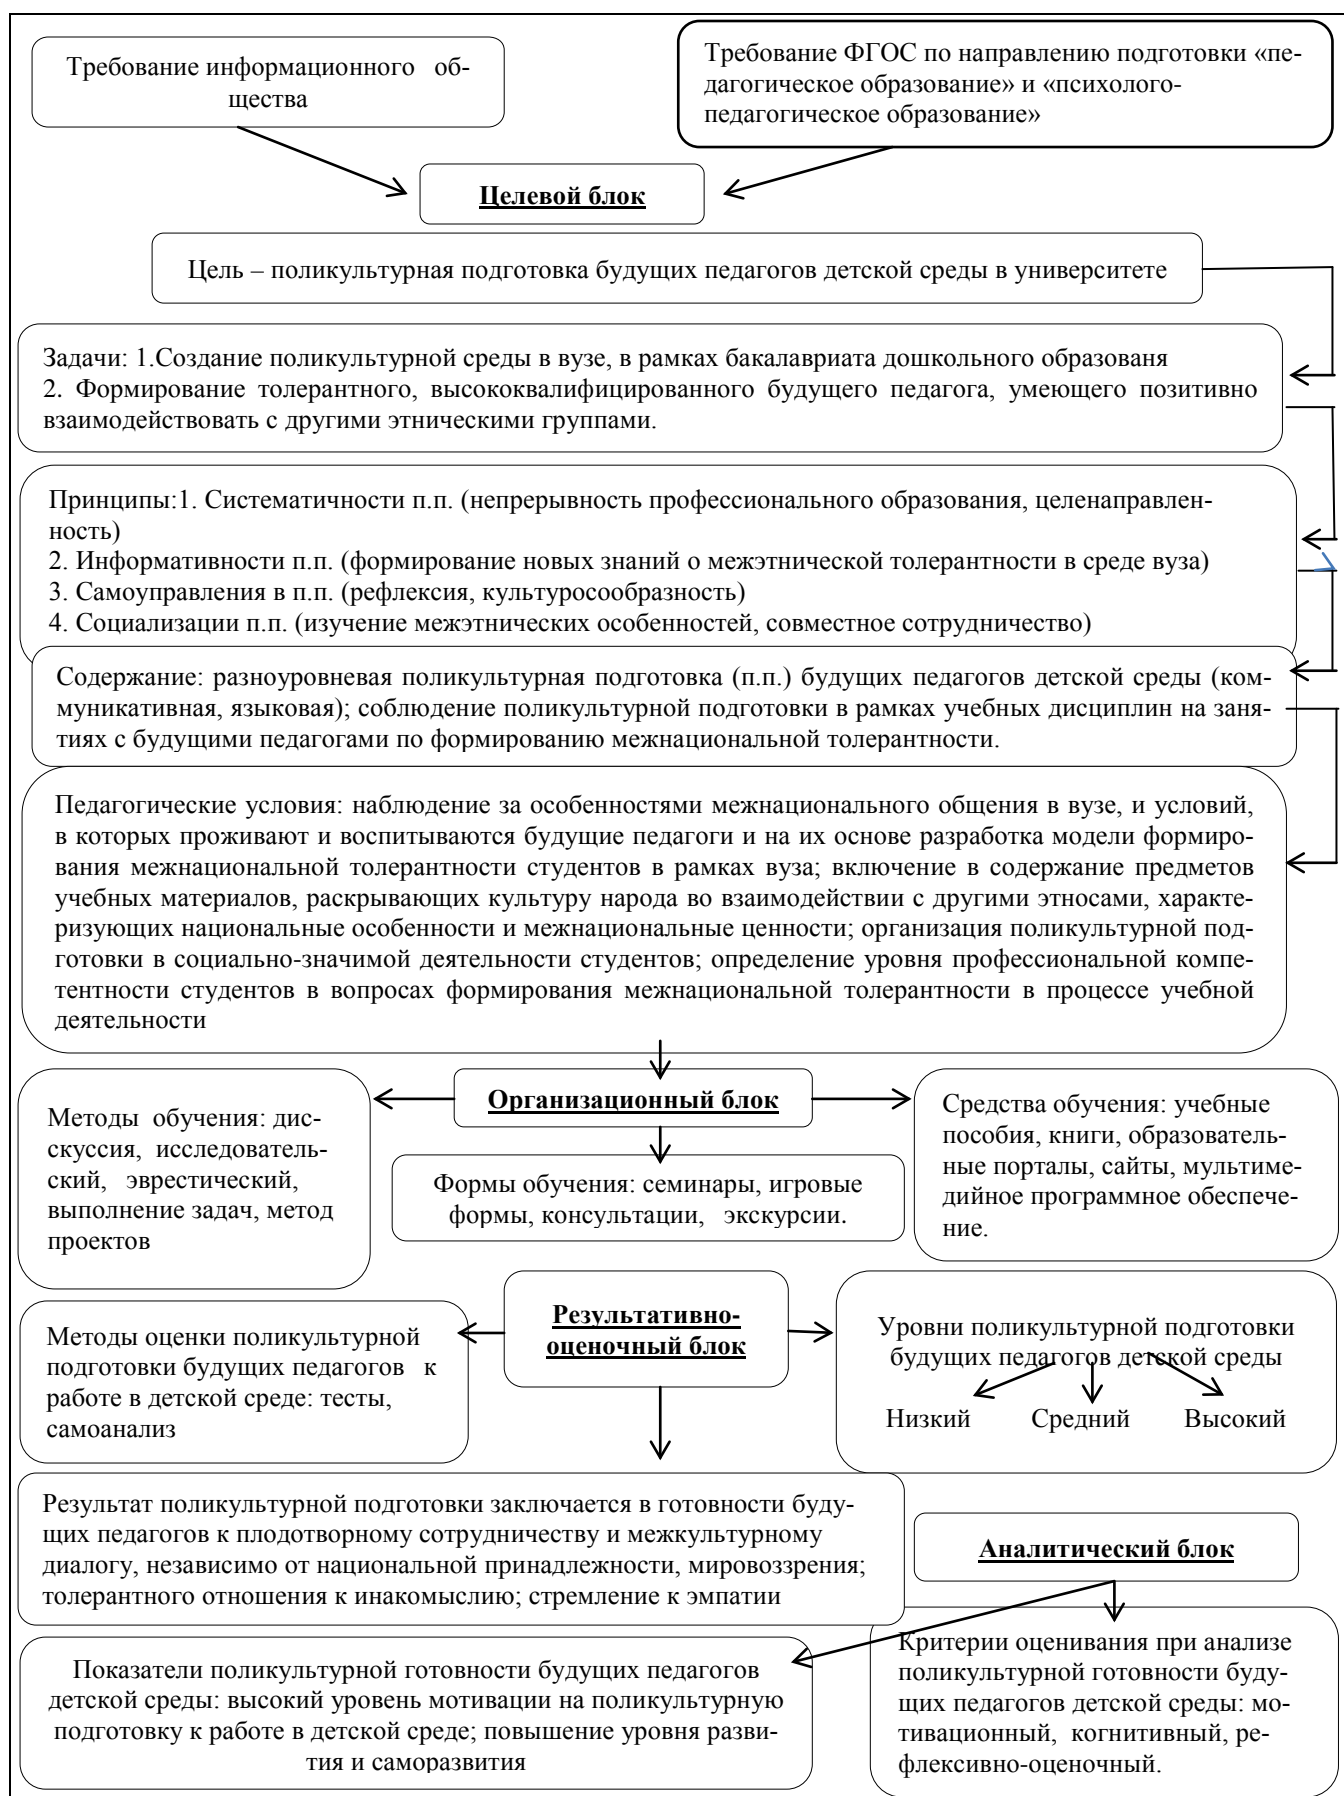 Требование информационного об-
щества
Требование ФГОС по направлению подготовки «пе-
дагогическое образование» и «психолого-
педагогическое образование»
Целевой блок
Цель – поликультурная подготовка будущих педагогов детской среды в университете
Задачи: 1.Создание поликультурной среды в вузе, в рамках бакалавриата дошкольного образованя
2. Формирование толерантного, высококвалифицированного будущего педагога, умеющего позитивно
взаимодействовать с другими этническими группами.
Принципы:1. Систематичности п.п. (непрерывность профессионального образования, целенаправлен-
ность)
2. Информативности п.п. (формирование новых знаний о межэтнической толерантности в среде вуза)
3. Самоуправления в п.п. (рефлексия, культуросообразность)
4. Социализации п.п. (изучение межэтнических особенностей, совместное сотрудничество)
Содержание: разноуровневая поликультурная подготовка (п.п.) будущих педагогов детской среды (ком-
муникативная, языковая); соблюдение поликультурной подготовки в рамках учебных дисциплин на заня-
тиях с будущими педагогами по формированию межнациональной толерантности.
Педагогические условия: наблюдение за особенностями межнационального общения в вузе, и условий,
в которых проживают и воспитываются будущие педагоги и на их основе разработка модели формиро-
вания межнациональной толерантности студентов в рамках вуза; включение в содержание предметов
учебных материалов, раскрывающих культуру народа во взаимодействии с другими этносами, характе-
ризующих национальные особенности и межнациональные ценности; организация поликультурной под-
готовки в социально-значимой деятельности студентов; определение уровня профессиональной компе-
тентности студентов в вопросах формирования межнациональной толерантности в процессе учебной
деятельности
Организационный блок
Методы обучения: дис-
скуссия, исследователь-
ский, эврестический,
выполнение задач, метод
проектов
Формы обучения: семинары, игровые
формы, консультации, экскурсии.
Средства обучения: учебные
пособия, книги, образователь-
ные порталы, сайты, мультиме-
дийное программное обеспече-
ние.
Результативно-
оценочный блок
Методы оценки поликультурной
подготовки будущих педагогов к
работе в детской среде: тесты,
самоанализ
Уровни поликультурной подготовки
будущих педагогов детской среды
Низкий Средний Высокий
Результат поликультурной подготовки заключается в готовности буду-
щих педагогов к плодотворному сотрудничеству и межкультурному
диалогу, независимо от национальной принадлежности, мировоззрения;
толерантного отношения к инакомыслию; стремление к эмпатии
Аналитический блок
Показатели поликультурной готовности будущих педагогов
детской среды: высокий уровень мотивации на поликультурную
подготовку к работе в детской среде; повышение уровня разви-
тия и саморазвития
Критерии оценивания при анализе
поликультурной готовности буду-
щих педагогов детской среды: мо-
тивационный, когнитивный, ре-
флексивно-оценочный.